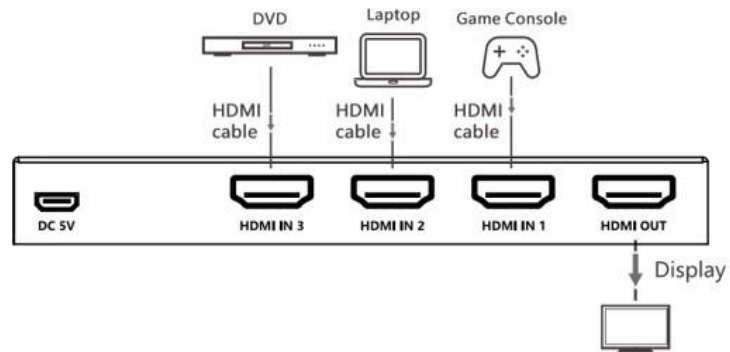 DVD
Laptop
Game Console
HDMI
cable
HDMI
cable
HDMI
cable
DC 5V
HDMI IN 3
HDMI IN 2
HDMI IN 1
HDMI OUT
Display